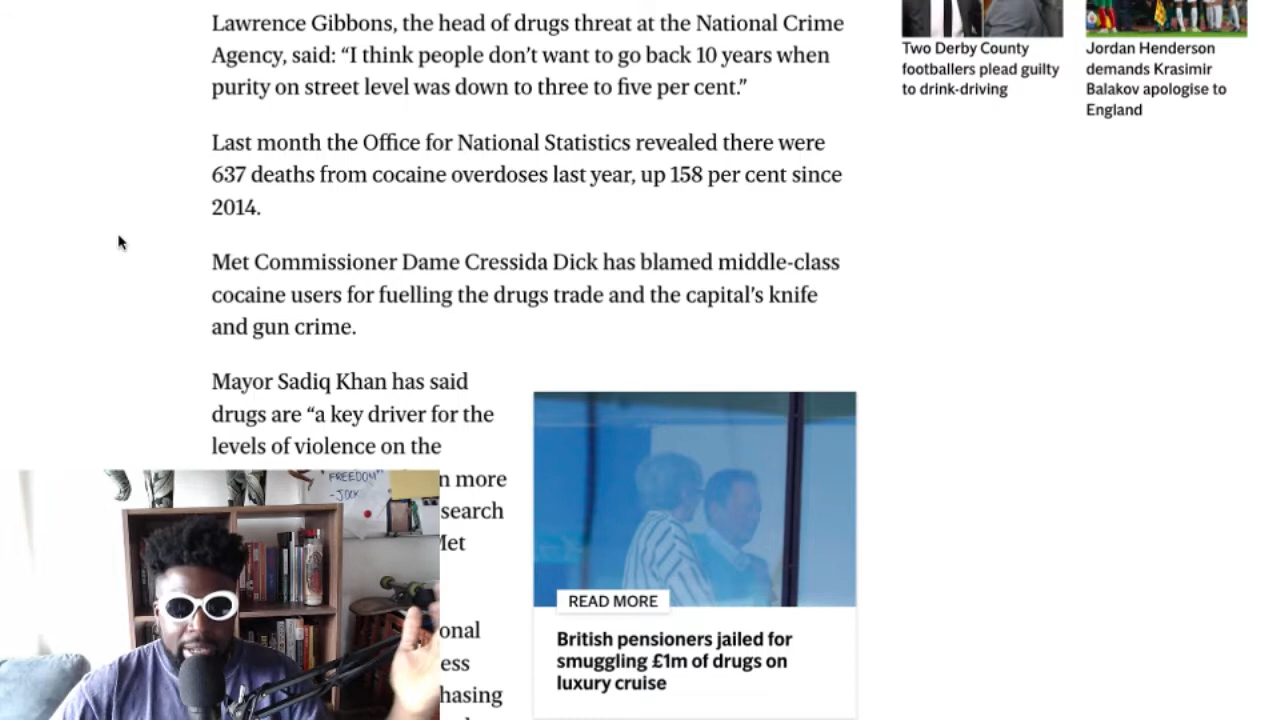 Lawrence Gibbons, the head of drugs threat at the National Crime
Agency, said: “I think people don’t want to go back 10 years when
purity on street level was down to three to five per cent.”
Last month the Office for National Statistics revealed there were
637 deaths from cocaine overdoses last year, up 158 per cent since
2014.
Met Commissioner Dame Cressida Dick has blamed middle-class
cocaine users for fuelling the drugs trade and the capital’s knife
and gun crime.
Mayor Sadiq Khan has said
drugs are “a key driver for the
levels of violence on the
more
search
Met
onal
ess
hasing
READ MORE
British pensioners jailed for
smuggling £1m of drugs on
luxury cruise
Two Derby County
footballers plead guilty
to drink-driving
Jordan Henderson
demands Krasimir
Balakov apologise to
England
FREEDOM"
-JOCK